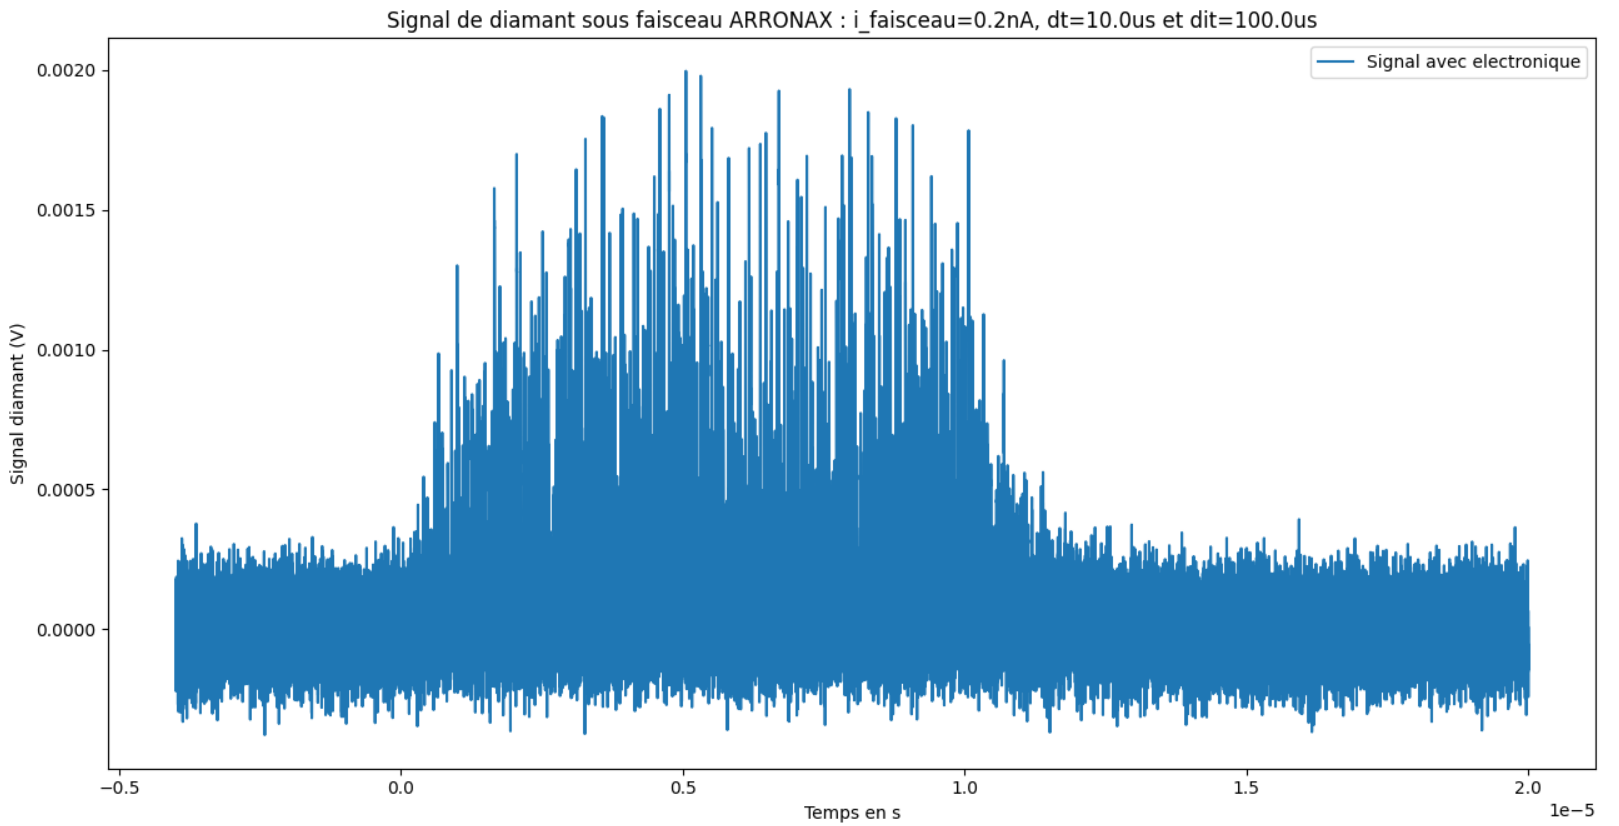 Signal de diamant sous faisceau ARRONAX : i_faisceau=0.2nA, dt=10.0us et dit=100.0us
Signal avec electronique
Signal diamant (V)
0.0020
0.0015
0.0010
0.0005
0.0000
−0.5
0.0
0.5
1.0
1.5
2.0
1e−5
Temps en s